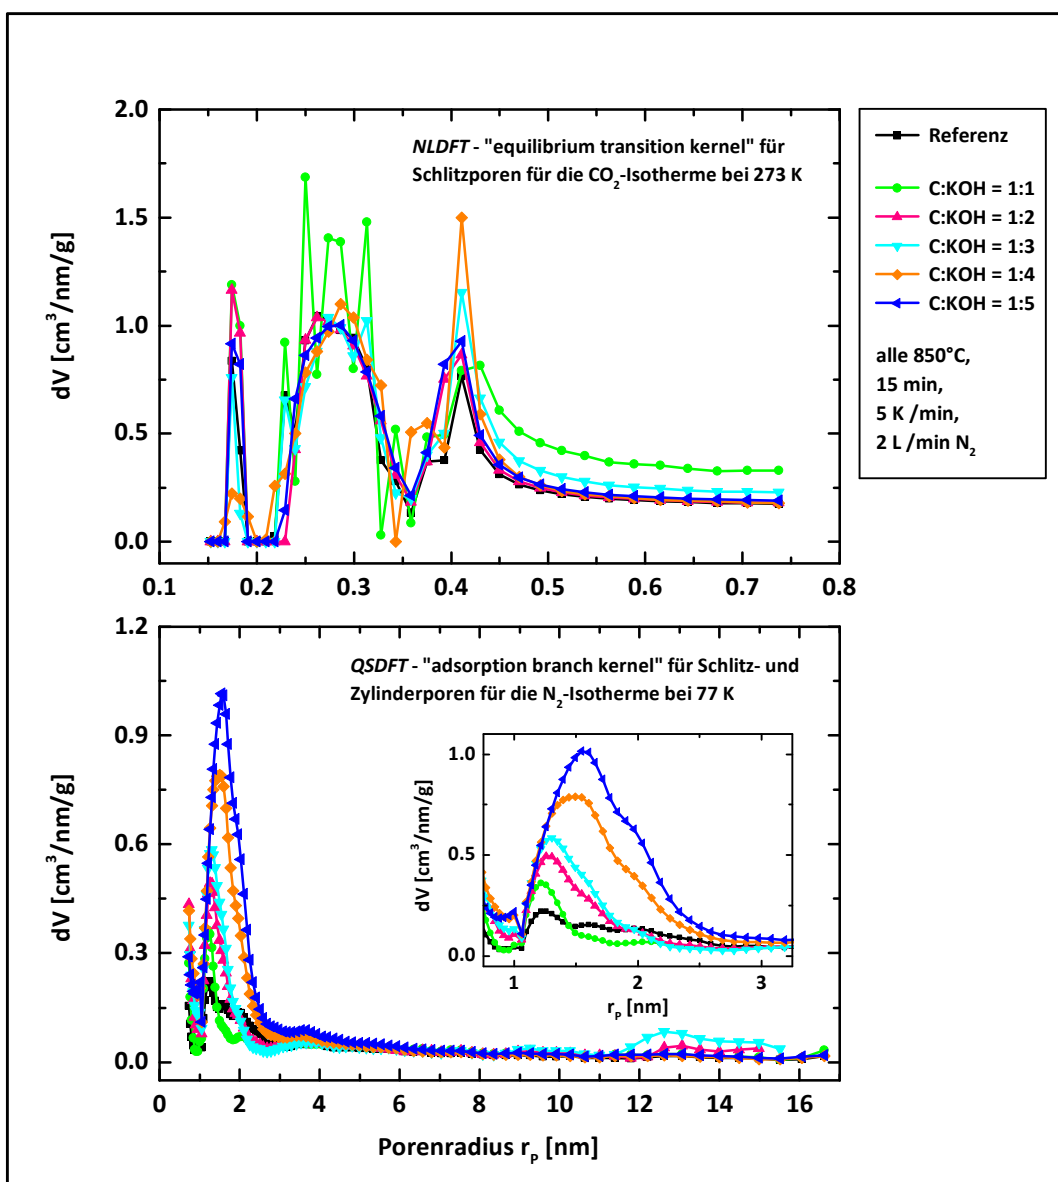 2.0
1.5
1.0
0.5
0.0
dV [cm³/nm/g]
NLDFT - "equilibrium transition kernel" für
Schlitzporen für die CO₂-Isotherme bei 273 K
0.1 0.2 0.3 0.4 0.5 0.6 0.7 0.8
Referenz
C:KOH = 1:1
C:KOH = 1:2
C:KOH = 1:3
C:KOH = 1:4
C:KOH = 1:5
alle 850°C,
15 min,
5 K /min,
2 L /min N₂
1.2
0.9
0.6
0.3
0.0
dV [cm³/nm/g]
QSDFT - "adsorption branch kernel" für Schlitz- und
Zylinderporen für die N₂-Isotherme bei 77 K
1.0
0.5
0.0
dV [cm³/nm/g]
1 2 3
rₚ [nm]
0 2 4 6 8 10 12 14 16
Porenradius rₚ [nm]